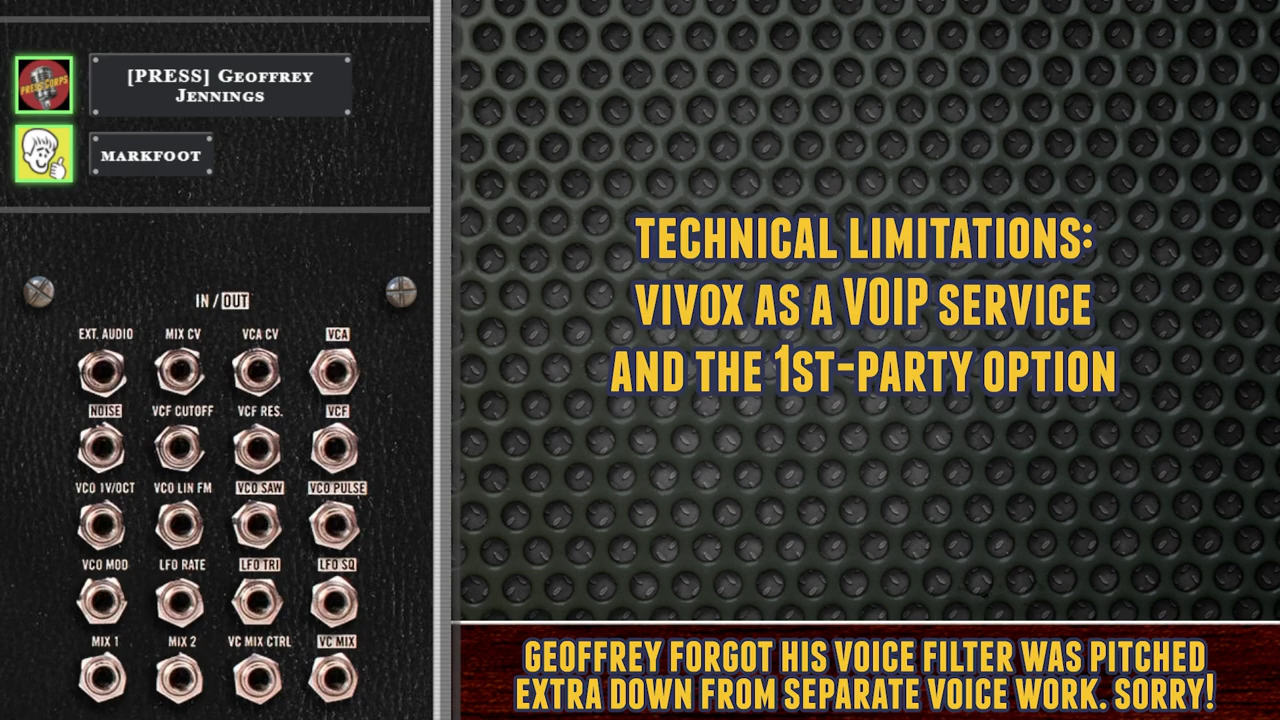 PRESS CORPS
[PRESS] Geoffrey
Jennings
MARKFOOT
IN / OUT
EXT. AUDIO MIX CV VCA CV VCA
NOISE VCF CUTOFF VCF RES. VCF
VCO 1V/OCT VCO LIN FM VCO SAW VCO PULSE
VCO MOD LFO RATE LFO TRI LFO SQ
MIX 1 MIX 2 VC MIX CTRL VC MIX
TECHNICAL LIMITATIONS:
VIVOX AS A VOIP SERVICE
AND THE 1ST-PARTY OPTION
GEOFFREY FORGOT HIS VOICE FILTER WAS PITCHED
EXTRA DOWN FROM SEPARATE VOICE WORK. SORRY!